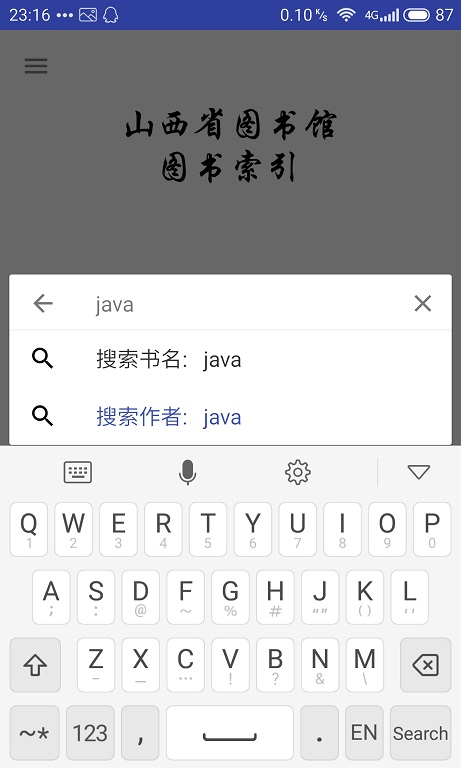 23:16 ••• 0.10 K/s 4G 87
山西省图书馆
图书索引
java
搜索书名: java
搜索作者: java
Q W E R T Y U I O P
1 2 3 4 5 6 7 8 9 0
A S D F G H J K L
; : @ ~ % # “” () ‘’
Z X C V B N M
– — … ! ? & \
~* 123 , . EN Search